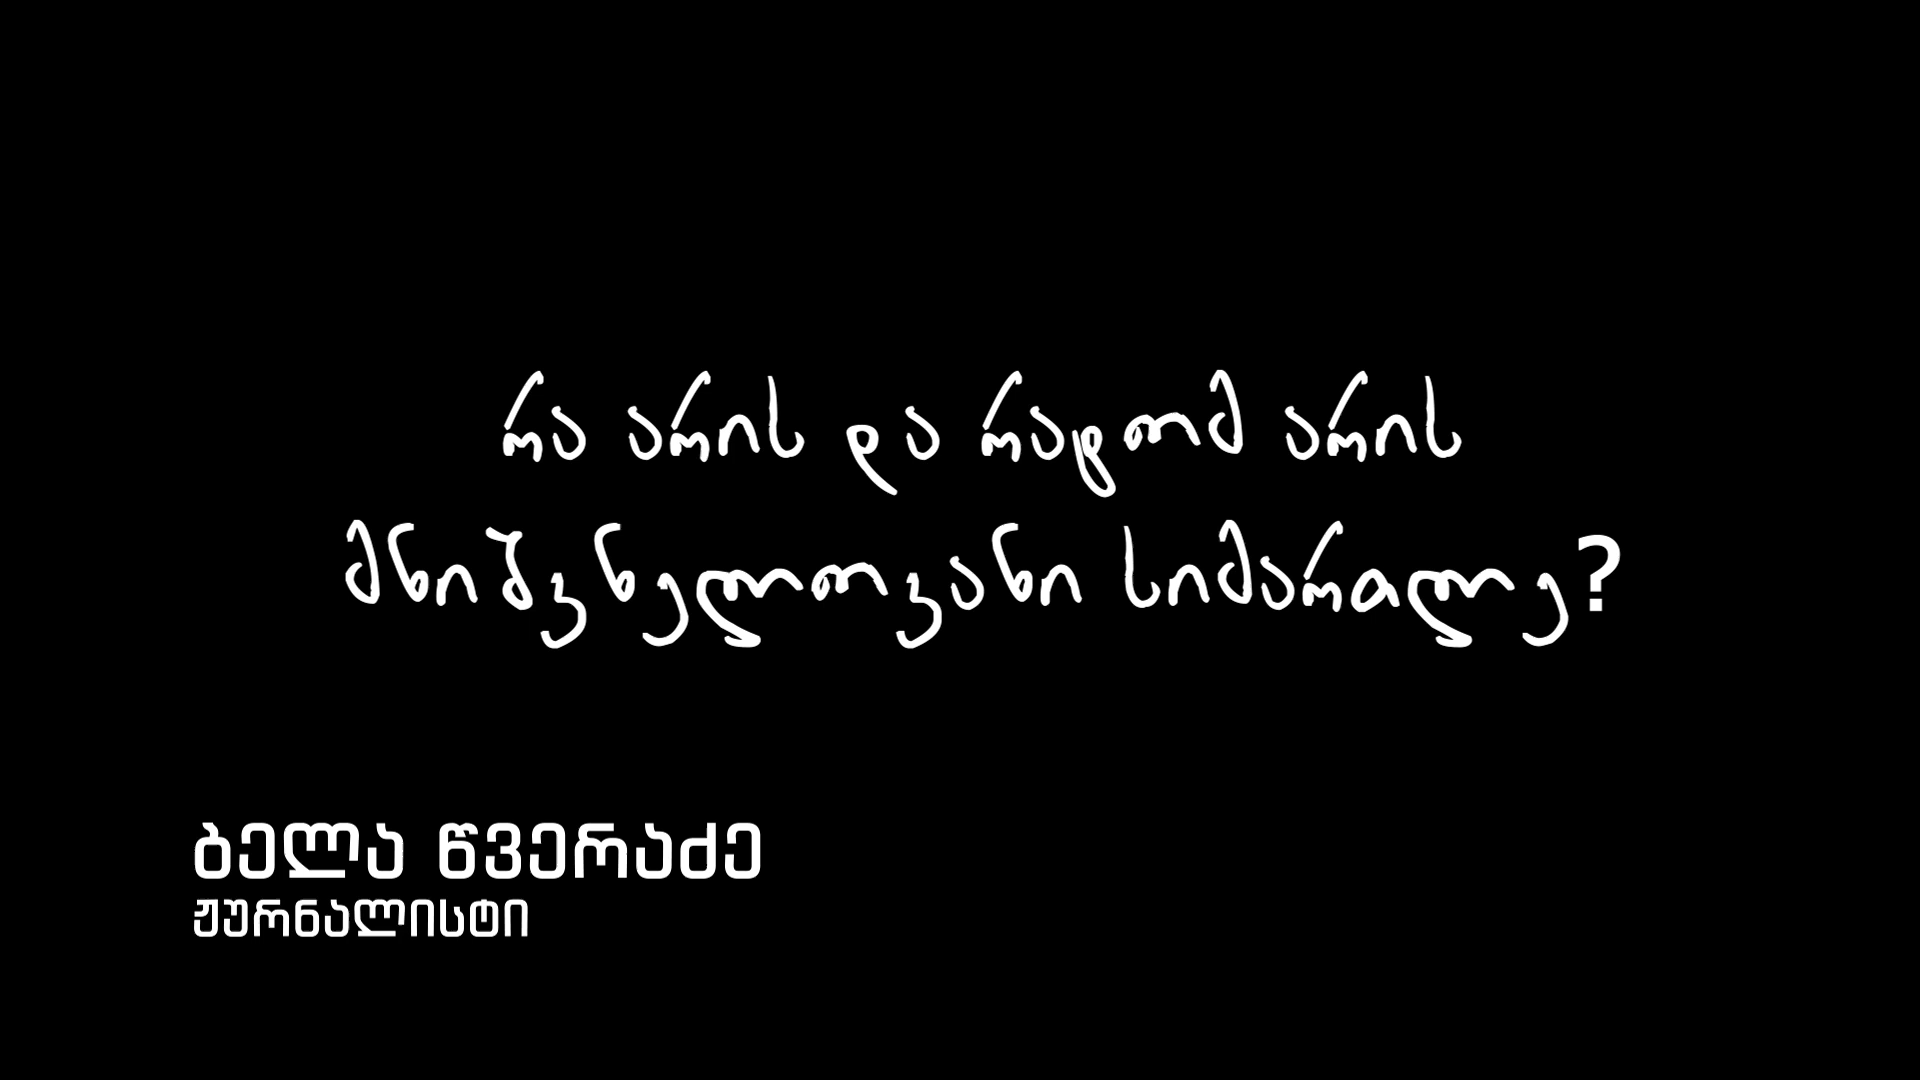 რა არის და რატომ არის
მნიშვნელოვანი სიმართლე?
ბელა წვერაძე
ჟურნალისტი